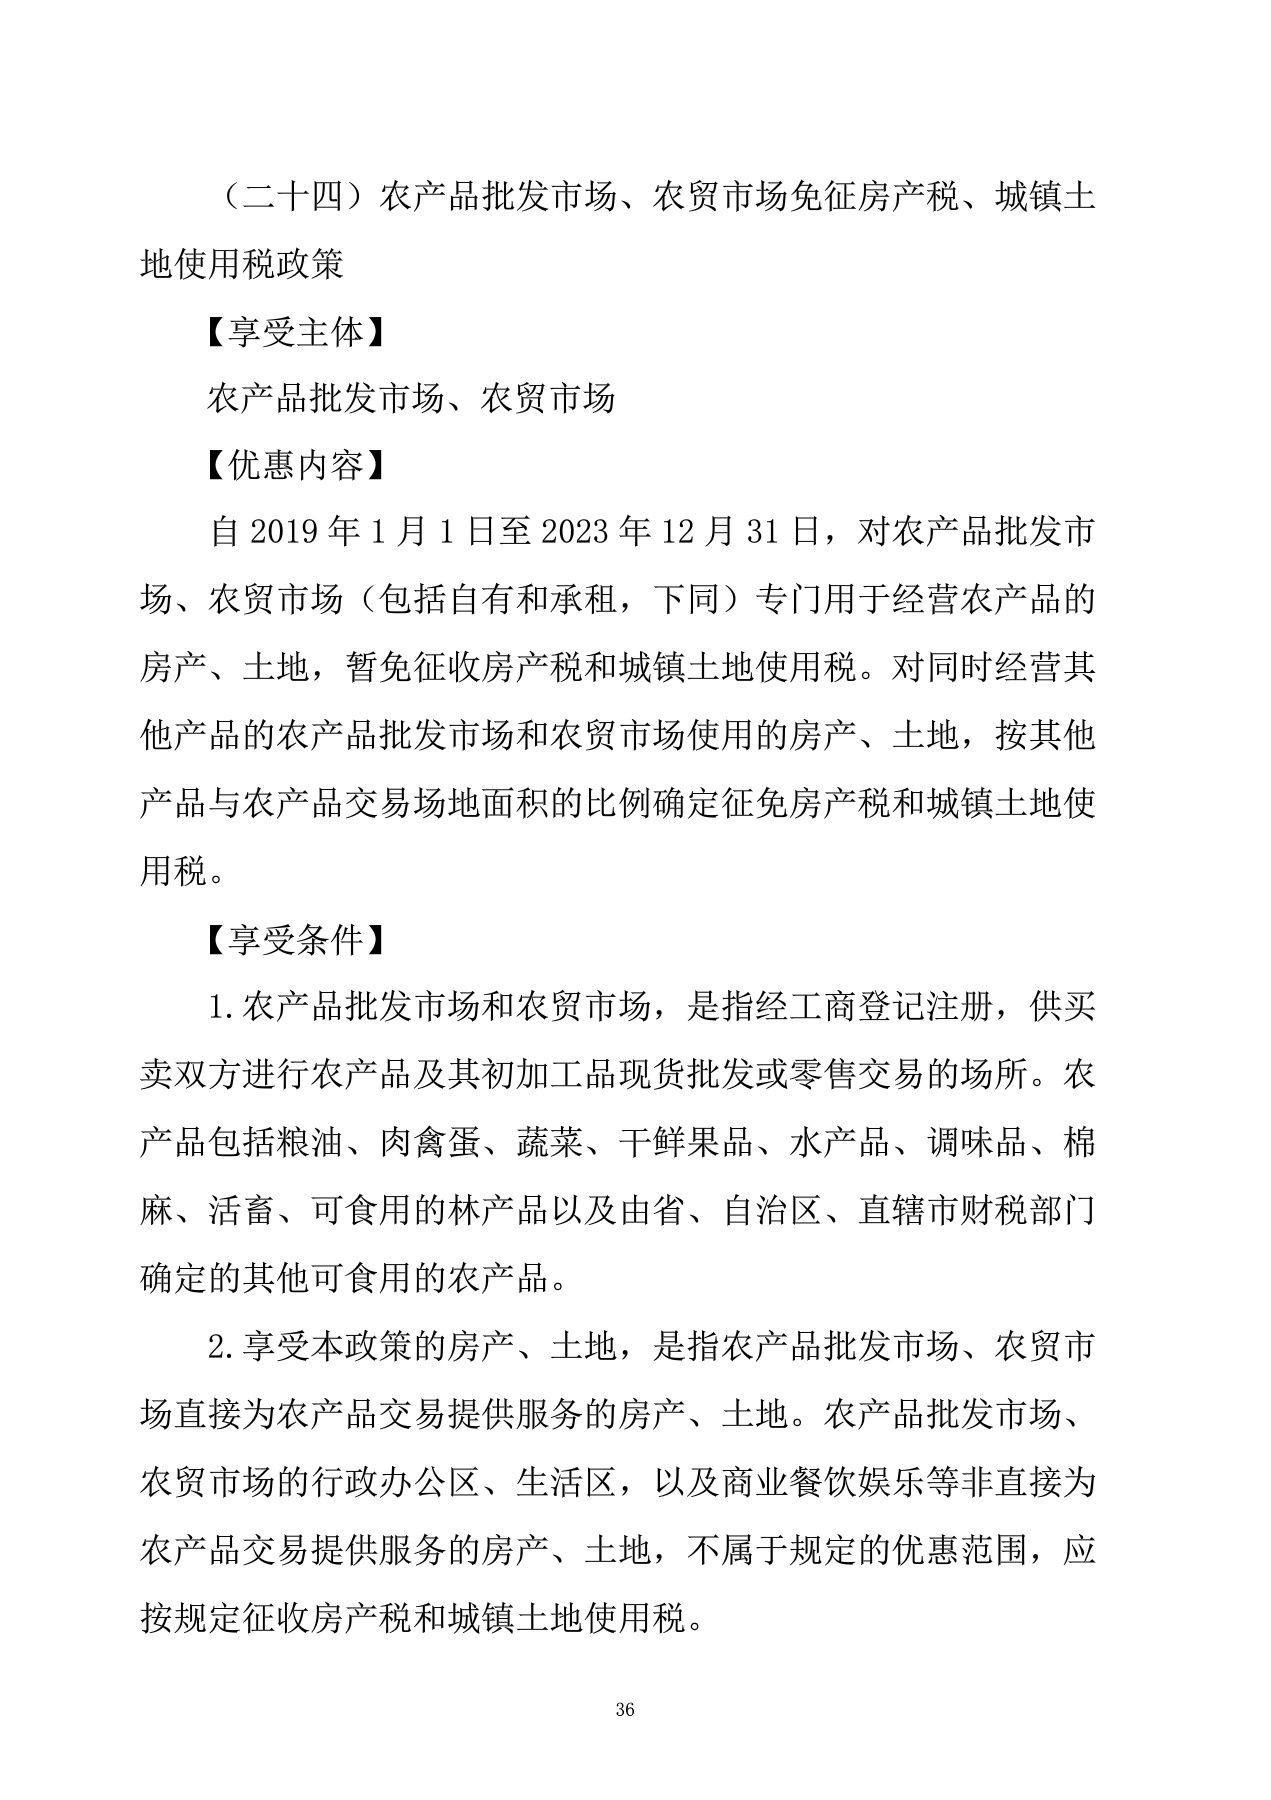 （二十四）农产品批发市场、农贸市场免征房产税、城镇土
地使用税政策
【享受主体】
农产品批发市场、农贸市场
【优惠内容】
自 2019 年 1 月 1 日至 2023 年 12 月 31 日，对农产品批发市
场、农贸市场（包括自有和承租，下同）专门用于经营农产品的
房产、土地，暂免征收房产税和城镇土地使用税。对同时经营其
他产品的农产品批发市场和农贸市场使用的房产、土地，按其他
产品与农产品交易场地面积的比例确定征免房产税和城镇土地使
用税。
【享受条件】
1.农产品批发市场和农贸市场，是指经工商登记注册，供买
卖双方进行农产品及其初加工品现货批发或零售交易的场所。农
产品包括粮油、肉禽蛋、蔬菜、干鲜果品、水产品、调味品、棉
麻、活畜、可食用的林产品以及由省、自治区、直辖市财税部门
确定的其他可食用的农产品。
2.享受本政策的房产、土地，是指农产品批发市场、农贸市
场直接为农产品交易提供服务的房产、土地。农产品批发市场、
农贸市场的行政办公区、生活区，以及商业餐饮娱乐等非直接为
农产品交易提供服务的房产、土地，不属于规定的优惠范围，应
按规定征收房产税和城镇土地使用税。
36